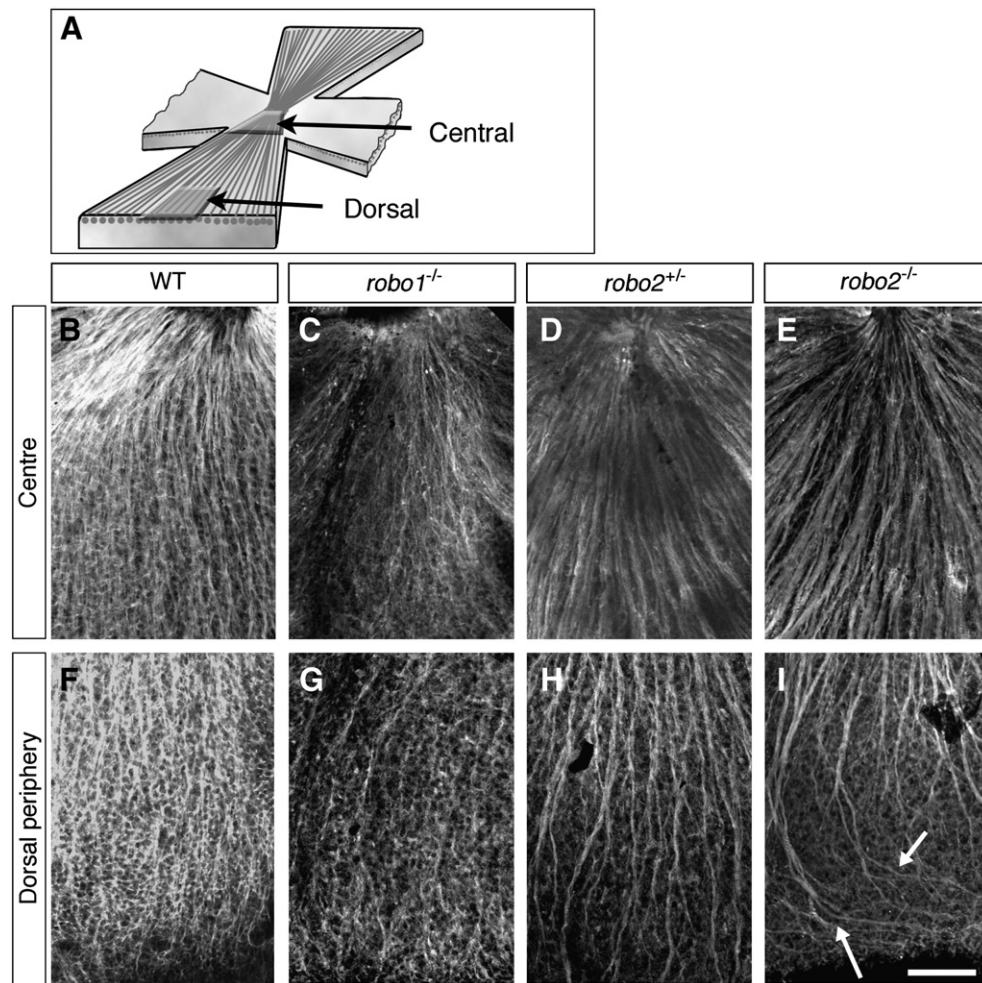 A
Central
Dorsal
WT
robo1-/-
robo2+/-
robo2-/-
Centre
B
C
D
E
Dorsal periphery
F
G
H
I